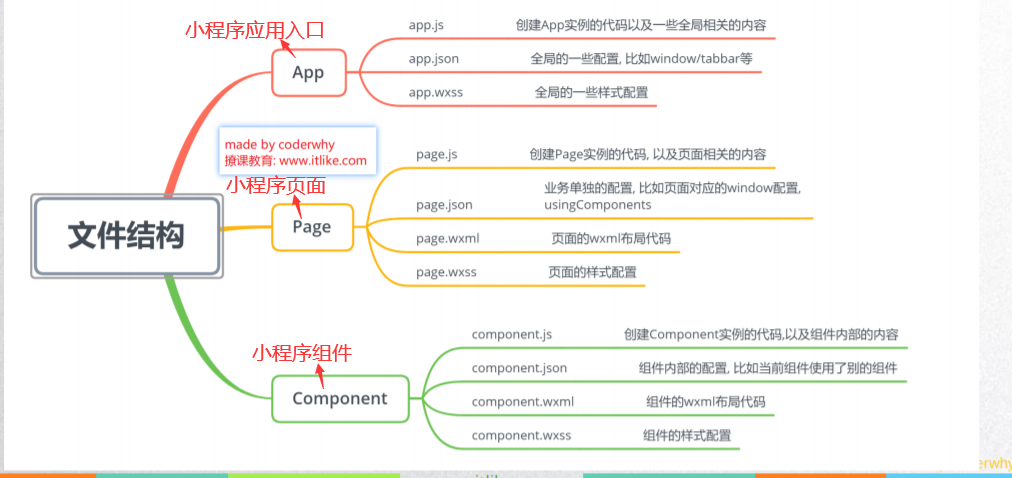 小程序应用入口
App
app.js 创建App实例的代码以及一些全局相关的内容
app.json 全局的一些配置, 比如window/tabbar等
app.wxss 全局的一些样式配置
made by coderwhy
撩课教育: www.itlike.com
小程序页面
文件结构
Page
page.js 创建Page实例的代码, 以及页面相关的内容
page.json 业务单独的配置, 比如页面对应的window配置,
usingComponents
page.wxml 页面的wxml布局代码
page.wxss 页面的样式配置
小程序组件
Component
component.js 创建Component实例的代码,以及组件内部的内容
component.json 组件内部的配置, 比如当前组件使用了别的组件
component.wxml 组件的wxml布局代码
component.wxss 组件的样式配置